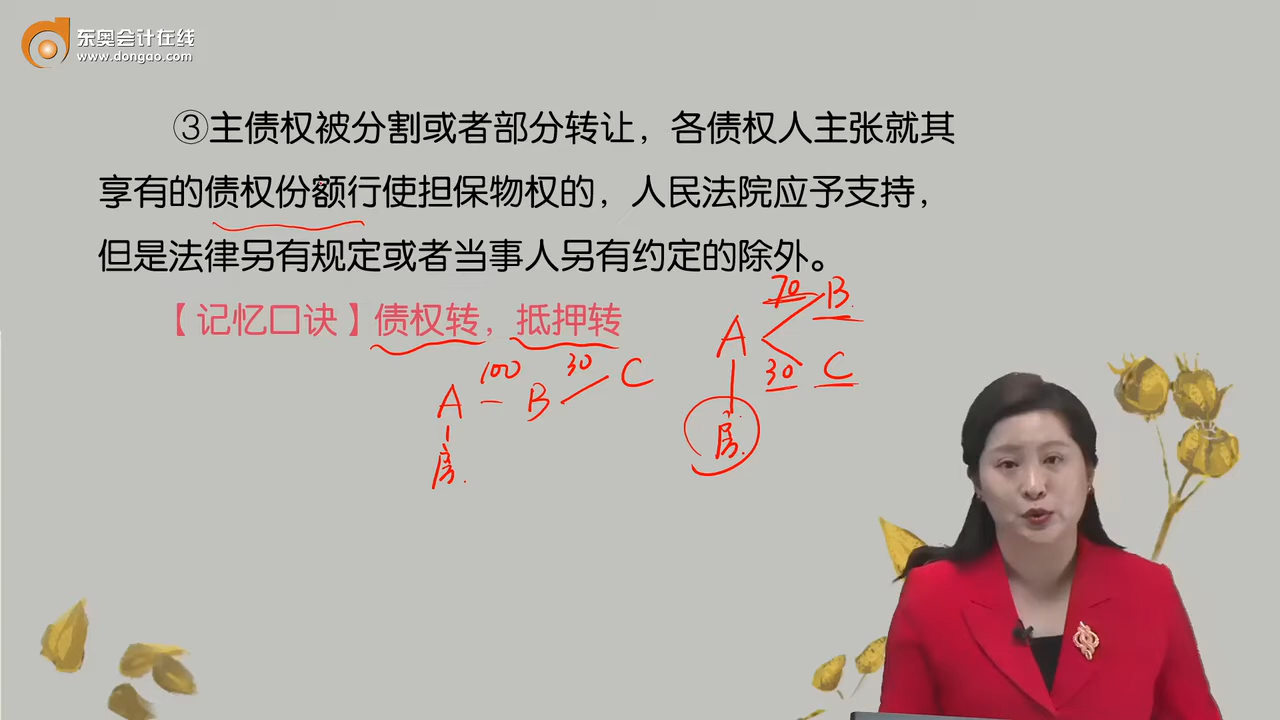 东奥会计在线
www.dongao.com
③主债权被分割或者部分转让，各债权人主张就其
享有的债权份额行使担保物权的，人民法院应予支持，
但是法律另有规定或者当事人另有约定的除外。
【记忆口诀】债权转，抵押转
A 100 B 30 C
房
A 70 B
30 C
房